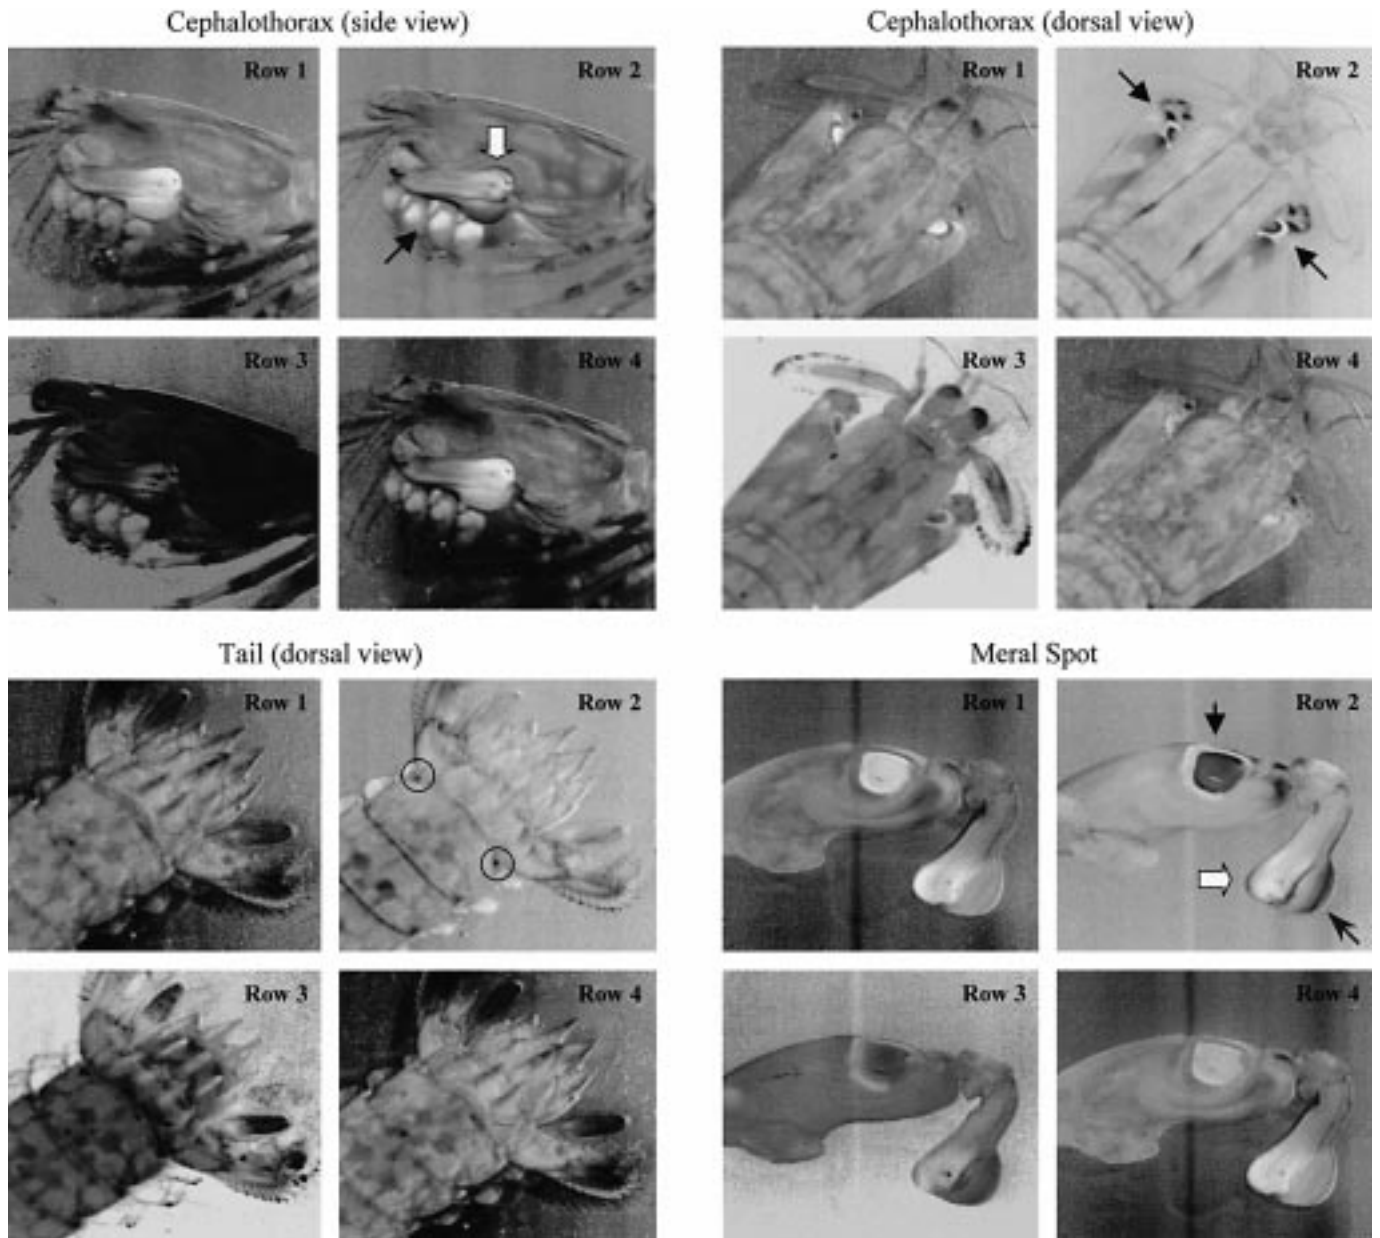 Cephalothorax (side view)
Row 1
Row 2
Row 3
Row 4
Cephalothorax (dorsal view)
Row 1
Row 2
Row 3
Row 4
Tail (dorsal view)
Row 1
Row 2
Row 3
Row 4
Meral Spot
Row 1
Row 2
Row 3
Row 4